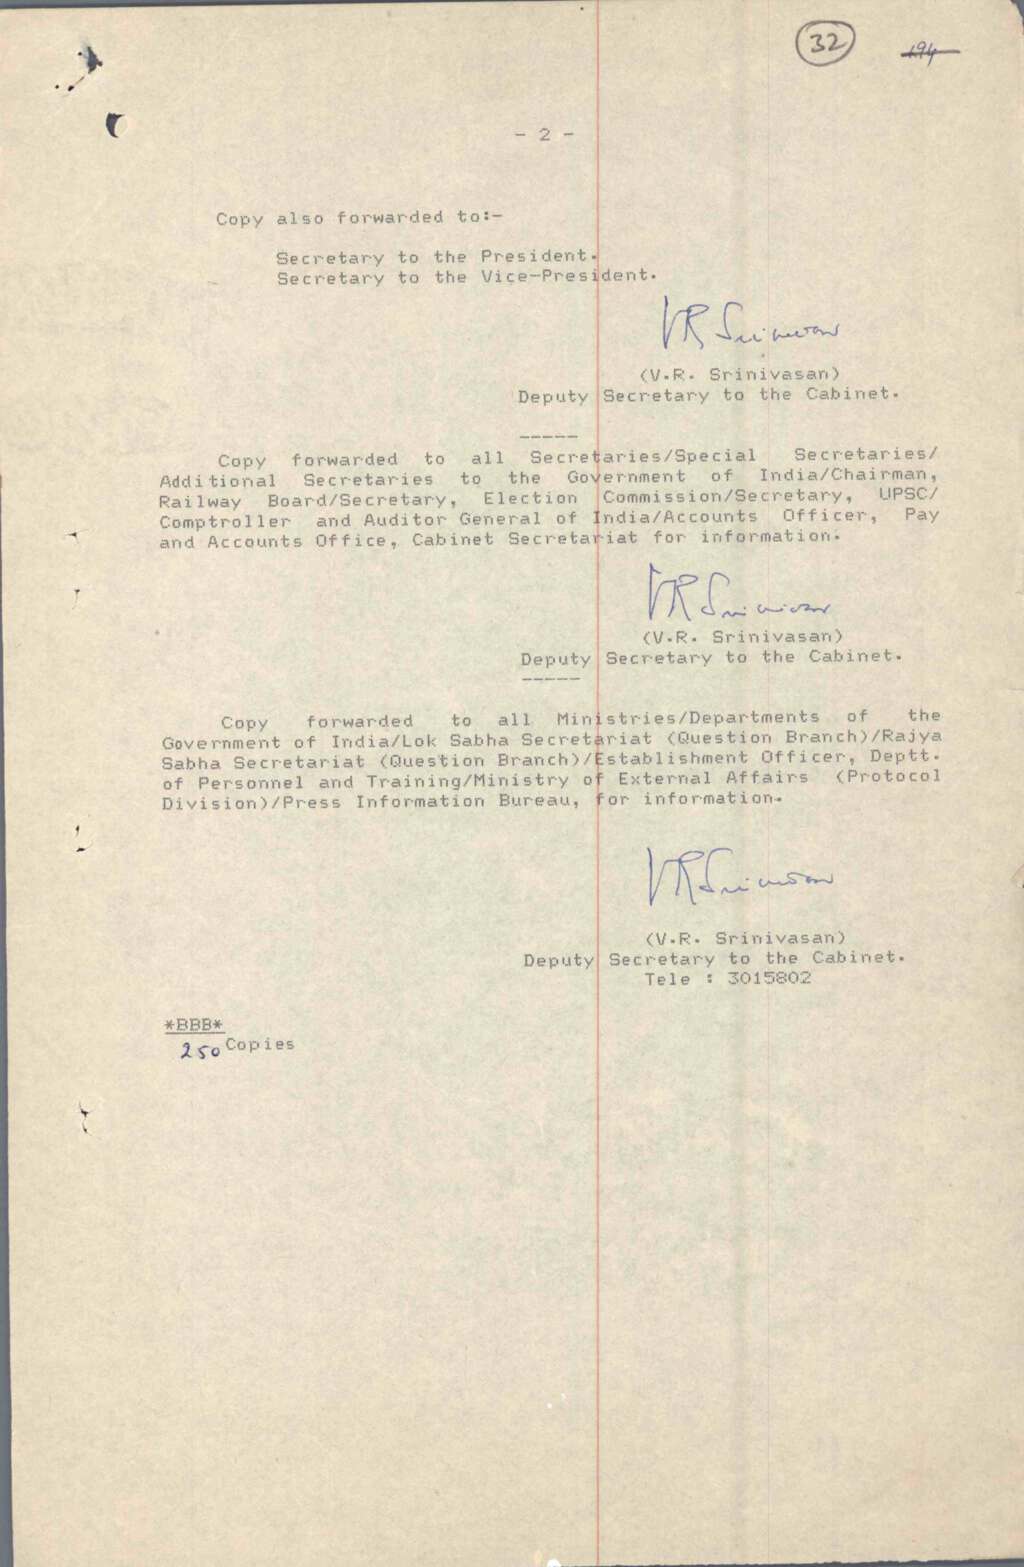 32
194
- 2 -
Copy also forwarded to:-
Secretary to the President.
Secretary to the Vice-President.
VR Srinivasan
(V.R. Srinivasan)
Deputy Secretary to the Cabinet.
-----
Copy forwarded to all Secretaries/Special Secretaries/
Additional Secretaries to the Government of India/Chairman,
Railway Board/Secretary, Election Commission/Secretary, UPSC/
Comptroller and Auditor General of India/Accounts Officer, Pay
and Accounts Office, Cabinet Secretariat for information.
VR Srinivasan
(V.R. Srinivasan)
Deputy Secretary to the Cabinet.
-----
Copy forwarded to all Ministries/Departments of the
Government of India/Lok Sabha Secretariat (Question Branch)/Rajya
Sabha Secretariat (Question Branch)/Establishment Officer, Deptt.
of Personnel and Training/Ministry of External Affairs (Protocol
Division)/Press Information Bureau, for information.
VR Srinivasan
(V.R. Srinivasan)
Deputy Secretary to the Cabinet.
Tele : 3015802
*BBB*
250 Copies